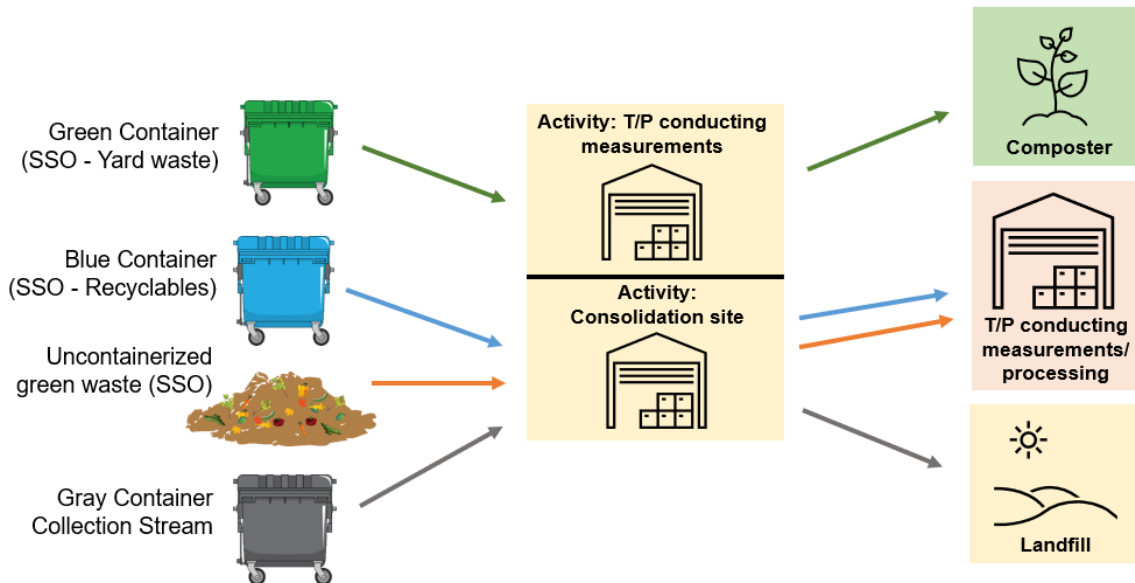 Green Container
(SSO - Yard waste)
Blue Container
(SSO - Recyclables)
Uncontainerized
green waste (SSO)
Gray Container
Collection Stream
Activity: T/P conducting
measurements
Activity:
Consolidation site
Composter
T/P conducting
measurements/
processing
Landfill